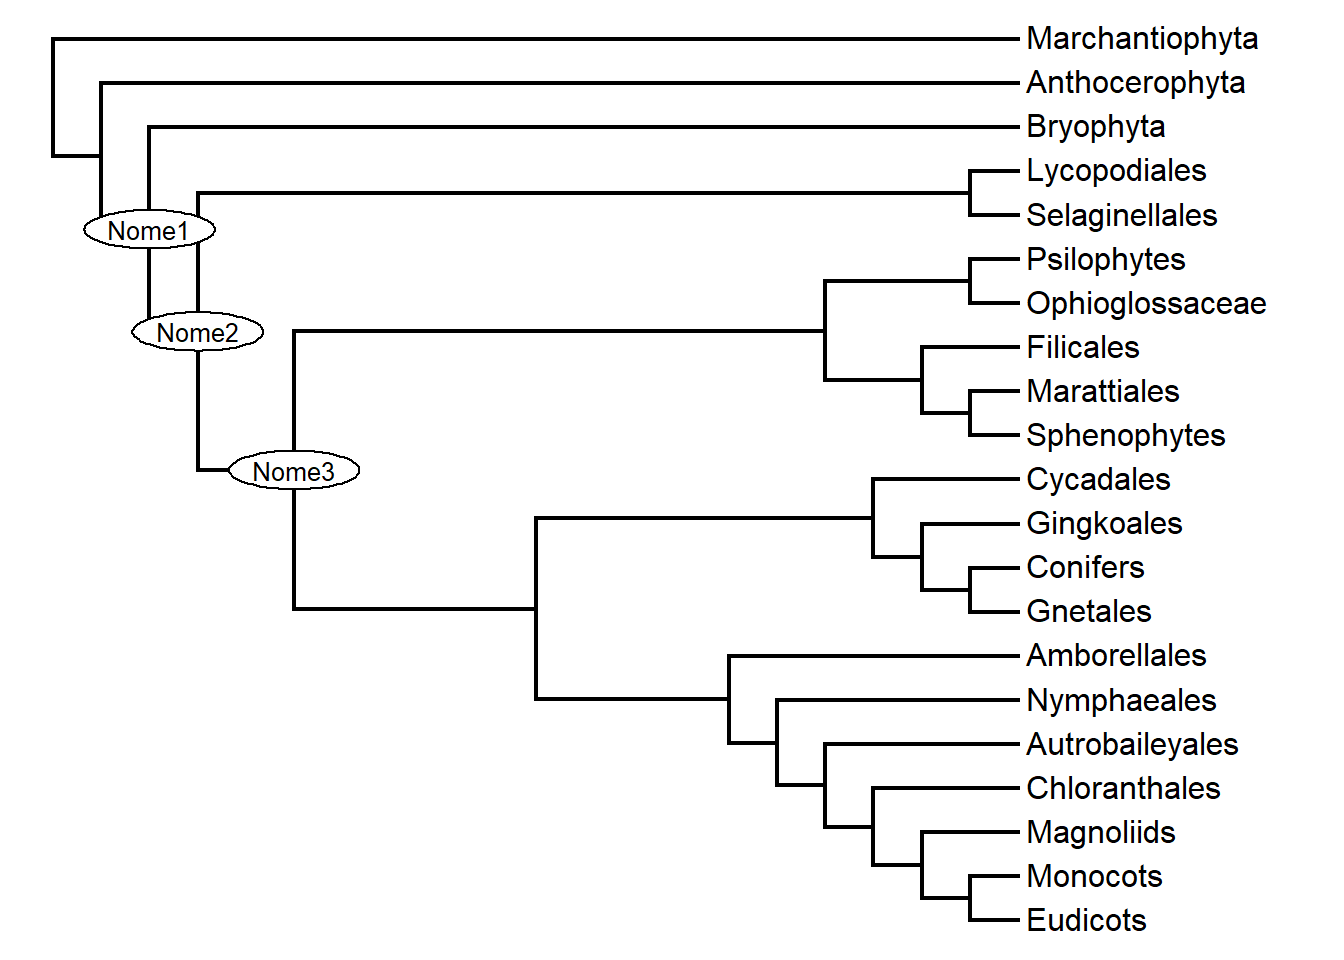 Marchantiophyta
Anthocerophyta
Bryophyta
Lycopodiales
Selaginellales
Nome1
Psilophytes
Ophioglossaceae
Nome2
Filicales
Marattiales
Sphenophytes
Nome3
Cycadales
Gingkoales
Conifers
Gnetales
Amborellales
Nymphaeales
Autrobaileyales
Chloranthales
Magnoliids
Monocots
Eudicots